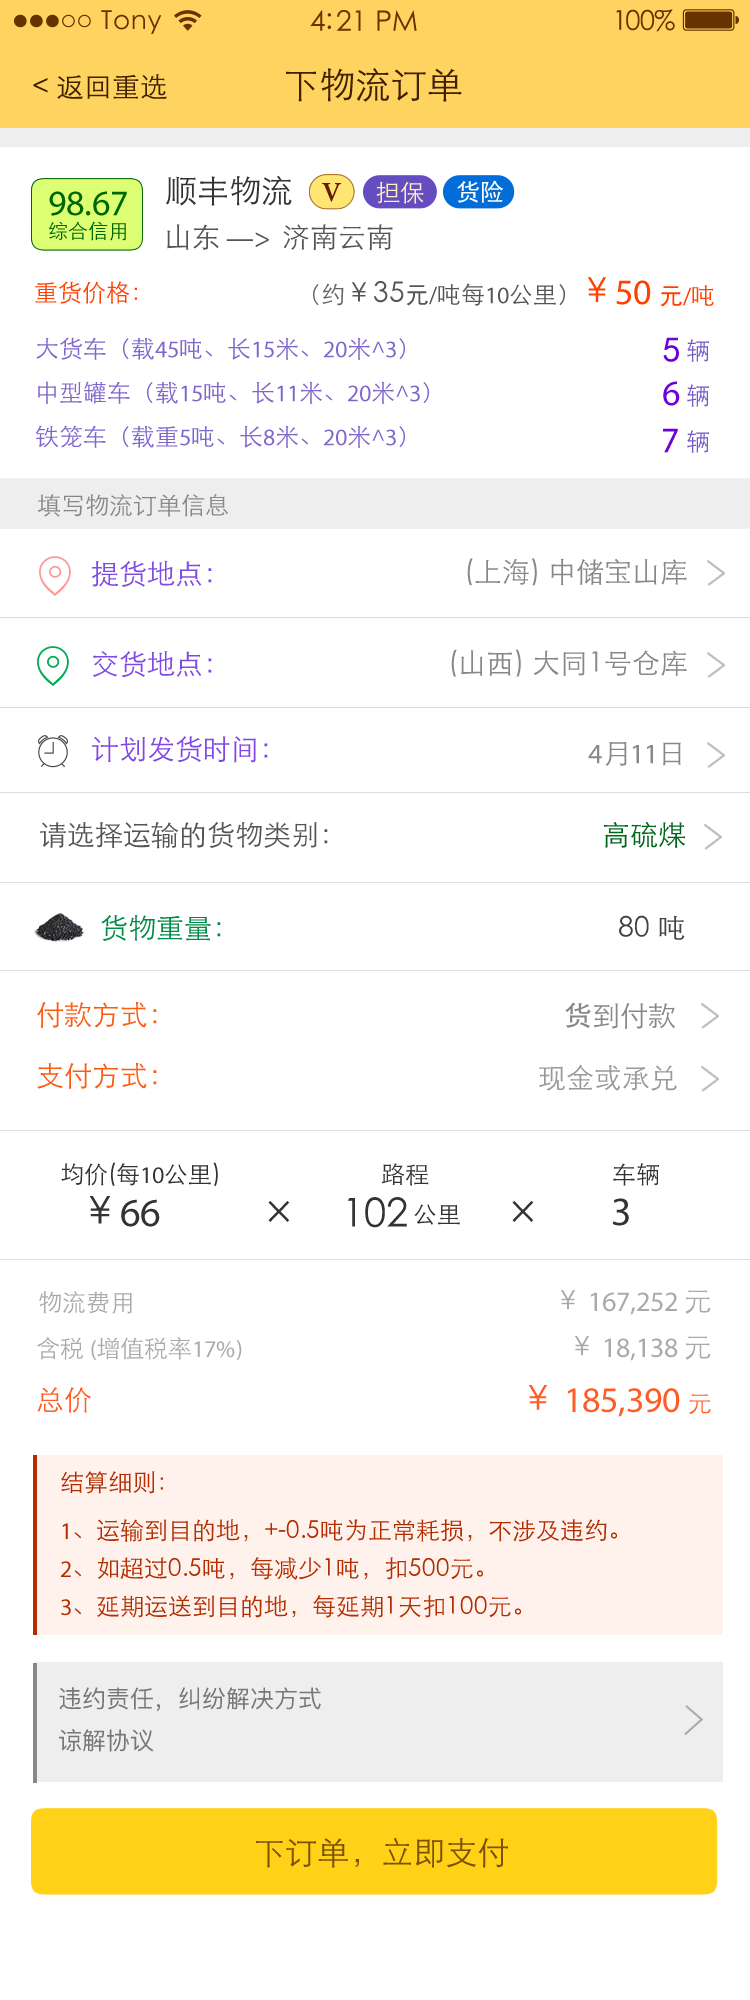 ●●●○○ Tony 4:21 PM 100%
< 返回重选 下物流订单
98.67
综合信用
顺丰物流 V 担保 货险
山东 —> 济南云南
重货价格： （约￥35元/吨每10公里） ￥50 元/吨
大货车（载45吨、长15米、20米^3） 5 辆
中型罐车（载15吨、长11米、20米^3） 6 辆
铁笼车（载重5吨、长8米、20米^3） 7 辆
填写物流订单信息
提货地点： (上海) 中储宝山库
交货地点： (山西) 大同1号仓库
计划发货时间： 4月11日
请选择运输的货物类别： 高硫煤
货物重量： 80 吨
付款方式： 货到付款
支付方式： 现金或承兑
均价(每10公里) 路程 车辆
￥66 × 102公里 × 3
物流费用 ￥ 167,252 元
含税 (增值税率17%) ￥ 18,138 元
总价 ￥ 185,390 元
结算细则：
1、运输到目的地，+-0.5吨为正常耗损，不涉及违约。
2、如超过0.5吨，每减少1吨，扣500元。
3、延期运送到目的地，每延期1天扣100元。
违约责任，纠纷解决方式
谅解协议
下订单，立即支付